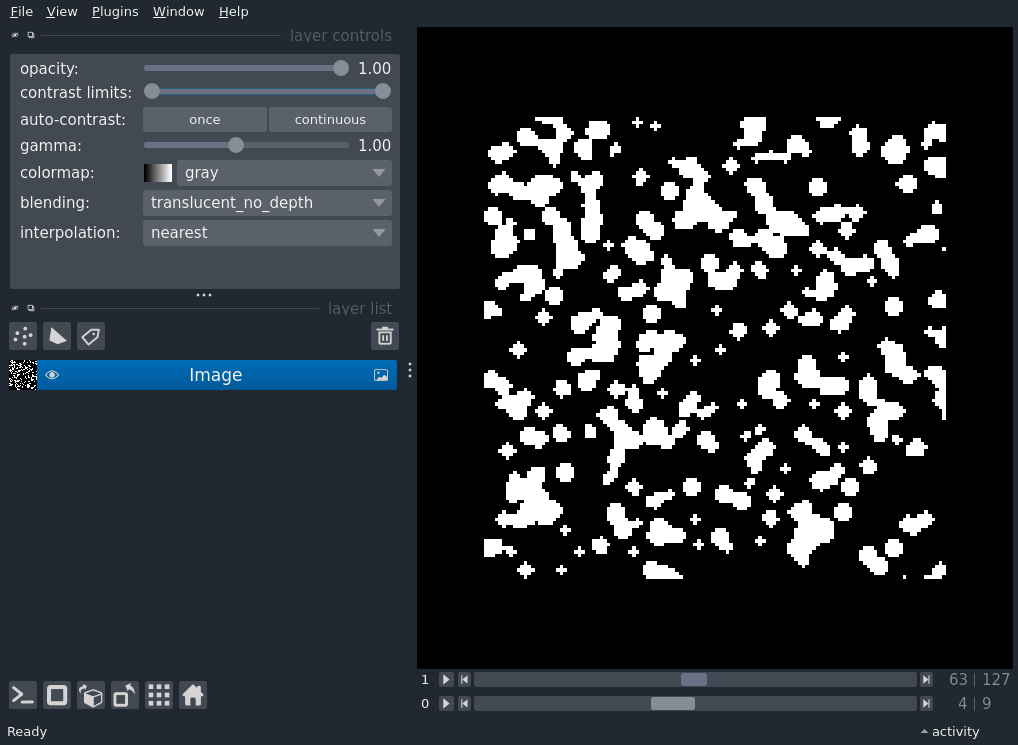 File View Plugins Window Help
layer controls
opacity: 1.00
contrast limits:
auto-contrast: once continuous
gamma: 1.00
colormap: gray
blending: translucent_no_depth
interpolation: nearest
layer list
Image
1 63 | 127
0 4 | 9
Ready activity